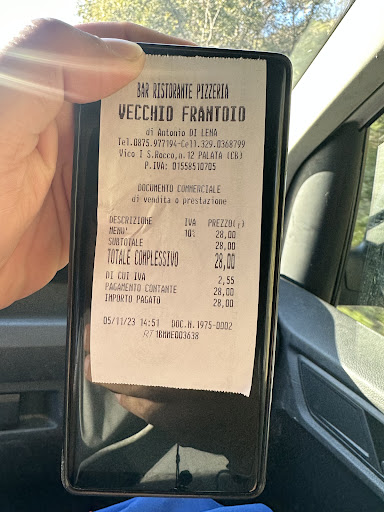 BAR RISTORANTE PIZZERIA
VECCHIO FRANTOIO
di Antonio DI LENA
Tel.0875.977194-Cell.329.0368799
Vico I S.Rocco,n.12 PALATA (CB)
P.IVA: 01558510705
DOCUMENTO COMMERCIALE
di vendita o prestazione
DESCRIZIONE IVA PREZZO(€)
MENU' 10% 28,00
SUBTOTALE 28,00
TOTALE COMPLESSIVO 28,00
DI CUI IVA 2,55
PAGAMENTO CONTANTE 28,00
IMPORTO PAGATO 28,00
05/11/23 14:51 DOC.N.1975-0002
RT 1BMME003638